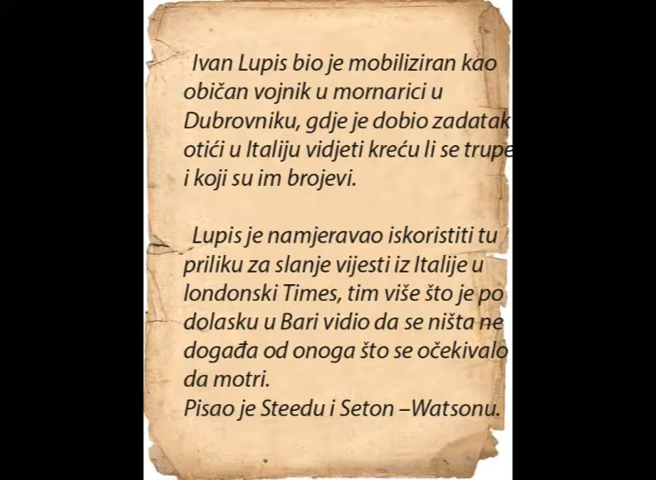 Ivan Lupis bio je mobiliziran kao
običan vojnik u mornarici u
Dubrovniku, gdje je dobio zadatak
otići u Italiju vidjeti kreću li se trupe
i koji su im brojevi.
Lupis je namjeravao iskoristiti tu
priliku za slanje vijesti iz Italije u
londonski Times, tim više što je po
dolasku u Bari vidio da se ništa ne
događa od onoga što se očekivalo
da motri.
Pisao je Steedu i Seton –Watsonu.